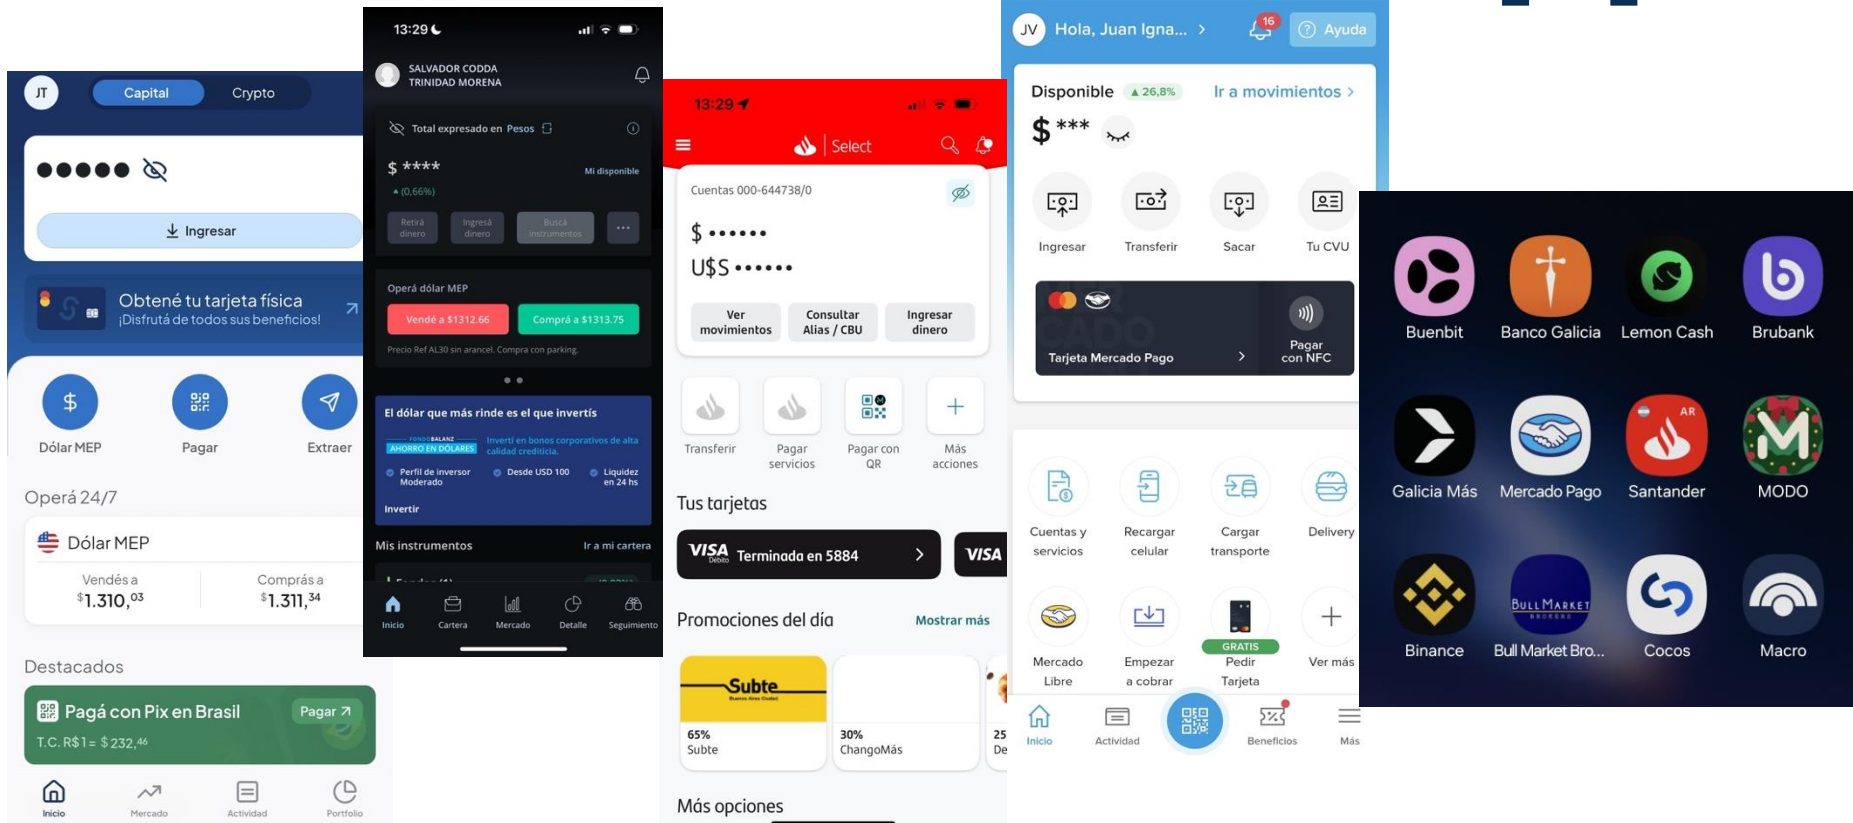 JT
Capital
Crypto
Ingresar
Obtené tu tarjeta física
¡Disfrutá de todos sus beneficios!
Dólar MEP
Pagar
Extraer
Operá 24/7
Dólar MEP
Vendés a
$1.310,03
Comprás a
$1.311,34
Destacados
Pagá con Pix en Brasil
Pagar
T.C. R$1 = $232,46
Inicio
Mercado
Actividad
Portfolio
13:29
SALVADOR CODDA
TRINIDAD MORENA
Total expresado en Pesos
$ ****
Mi disponible
(0,66%)
Retirá
dinero
Ingresá
dinero
Buscá
instrumentos
Operá dólar MEP
Vendé a $1312.66
Comprá a $1313.75
Precio Ref AL30 sin arancel. Compra con parking.
El dólar que más rinde es el que invertís
FONDOBALANZ
AHORRO EN DÓLARES
Invertí en bonos corporativos de alta
calidad crediticia.
Perfil de inversor
Moderado
Desde USD 100
Liquidez
en 24 hs
Invertir
Mis instrumentos
Ir a mi cartera
Inicio
Cartera
Mercado
Detalle
Seguimiento
13:29
Select
Cuentas 000-644738/0
$ ••••••
U$S ••••••
Ver
movimientos
Consultar
Alias / CBU
Ingresar
dinero
Transferir
Pagar
servicios
Pagar con
QR
Más
acciones
Tus tarjetas
VISA
Débito
Terminada en 5884
VISA
Promociones del día
Mostrar más
Subte
Buenos Aires Ciudad
65%
Subte
30%
ChangoMás
25
De
Más opciones
JV
Hola, Juan Igna...
16
Ayuda
Disponible
26,8%
Ir a movimientos
$ ***
Ingresar
Transferir
Sacar
Tu CVU
Tarjeta Mercado Pago
Pagar
con NFC
Cuentas y
servicios
Recargar
celular
Cargar
transporte
Delivery
Mercado
Libre
Empezar
a cobrar
GRATIS
Pedir
Tarjeta
Ver más
Inicio
Actividad
Beneficios
Más
Buenbit
Banco Galicia
Lemon Cash
Brubank
AR
Galicia Más
Mercado Pago
Santander
MODO
BULLMARKET
BROKERS
Binance
Bull Market Bro...
Cocos
Macro